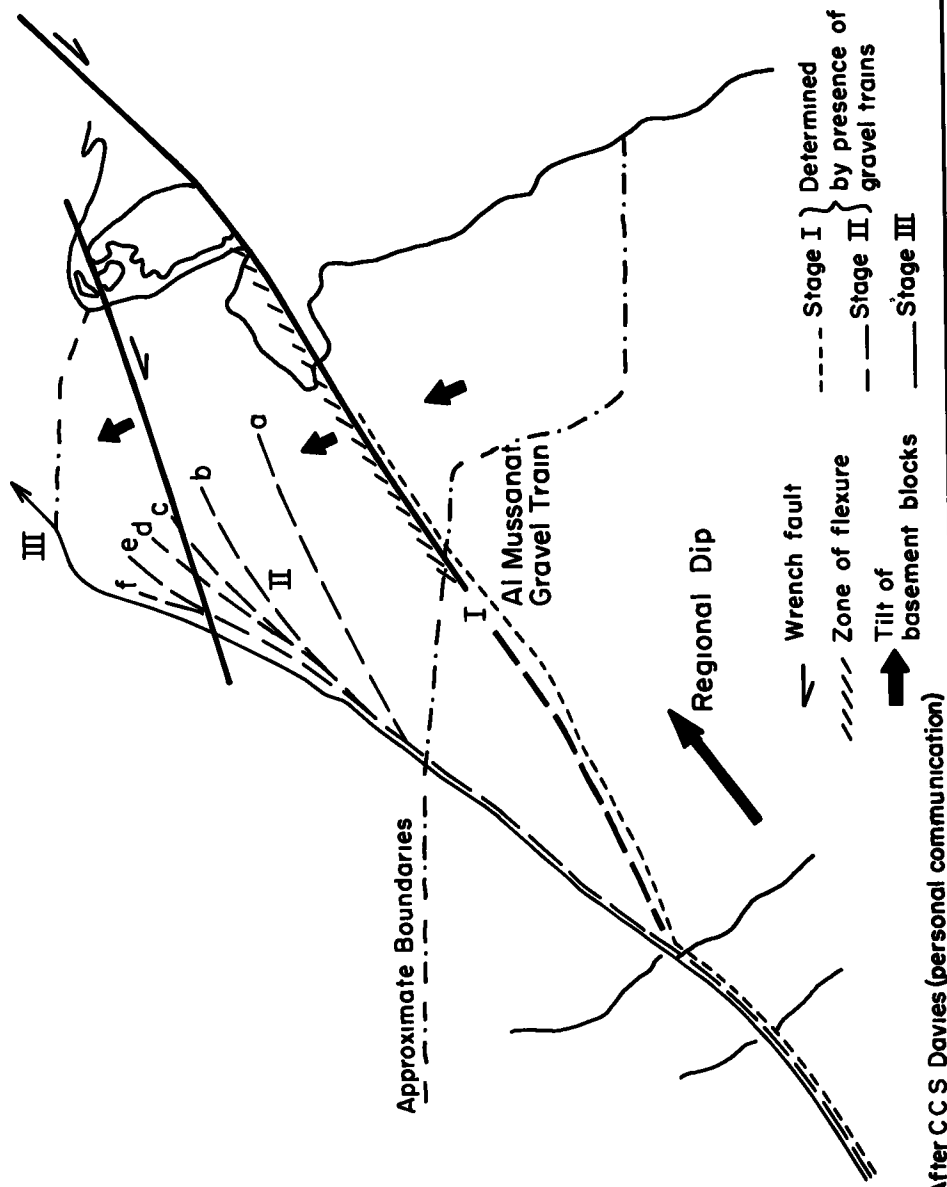 III
f
e
d
c
b
a
II
I
Approximate Boundaries
Al Mussanat
Gravel Train
Regional Dip
Wrench fault
Zone of flexure
Tilt of
basement blocks
Stage I } Determined
by presence of
Stage II } gravel trains
Stage III
After C C S Davies (personal communication)